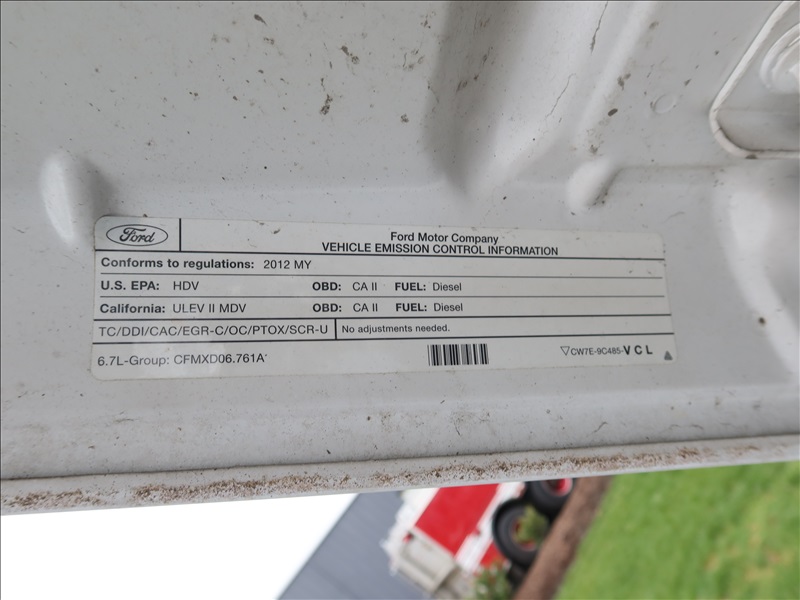 Ford
Ford Motor Company
VEHICLE EMISSION CONTROL INFORMATION
Conforms to regulations: 2012 MY
U.S. EPA: HDV OBD: CA II FUEL: Diesel
California: ULEV II MDV OBD: CA II FUEL: Diesel
TC/DDI/CAC/EGR-C/OC/PTOX/SCR-U No adjustments needed.
6.7L-Group: CFMXD06.761A' ▽CW7E-9C485-VCL